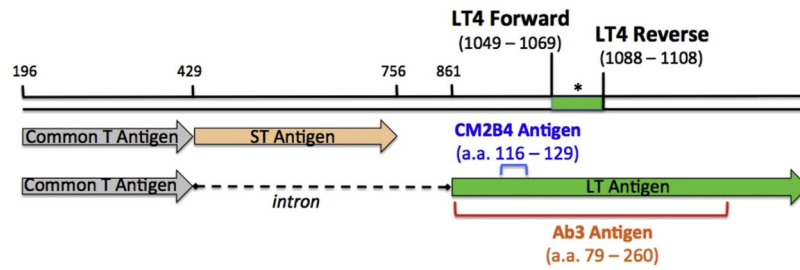 LT4 Forward
(1049 – 1069)
LT4 Reverse
(1088 – 1108)
196
429
756
861
*
Common T Antigen
ST Antigen
CM2B4 Antigen
(a.a. 116 – 129)
Common T Antigen
intron
LT Antigen
Ab3 Antigen
(a.a. 79 – 260)